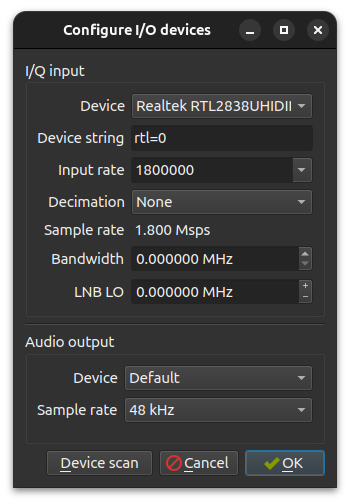 Configure I/O devices
I/Q input
Device Realtek RTL2838UHIDII
Device string rtl=0
Input rate 1800000
Decimation None
Sample rate 1.800 Msps
Bandwidth 0.000000 MHz
LNB LO 0.000000 MHz
Audio output
Device Default
Sample rate 48 kHz
Device scan Cancel OK